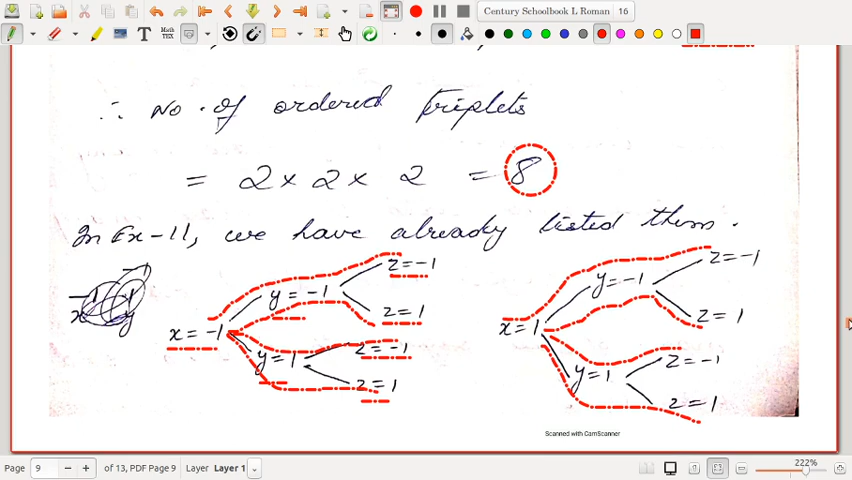 Century Schoolbook L Roman 16
T Math TEX
∴ No. of ordered triplets
= 2 × 2 × 2 = 8
In Ex-11, we have already listed them.
x = -1
y = -1
z = -1
z = 1
y = 1
z = -1
z = 1
x = 1
y = -1
z = -1
z = 1
y = 1
z = -1
z = 1
Scanned with CamScanner
Page 9 of 13, PDF Page 9 Layer Layer 1 222%